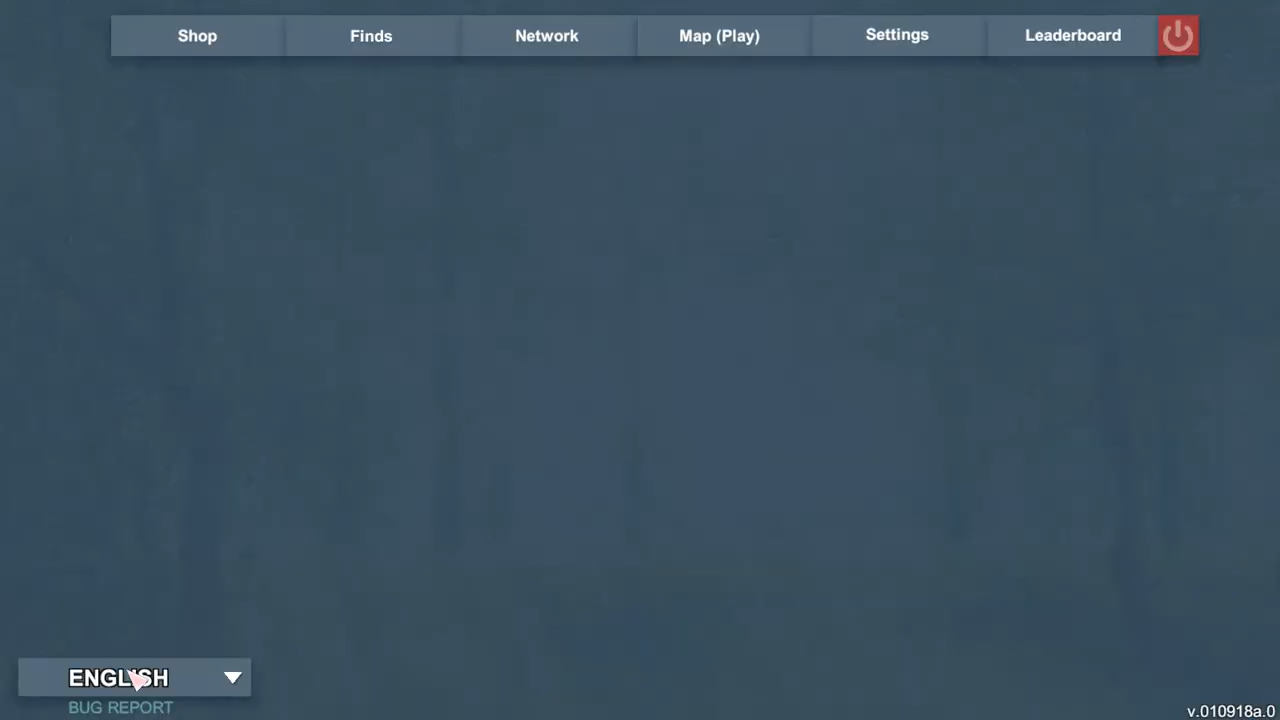 Shop
Finds
Network
Map (Play)
Settings
Leaderboard
ENGLISH
BUG REPORT
v.010918a.0